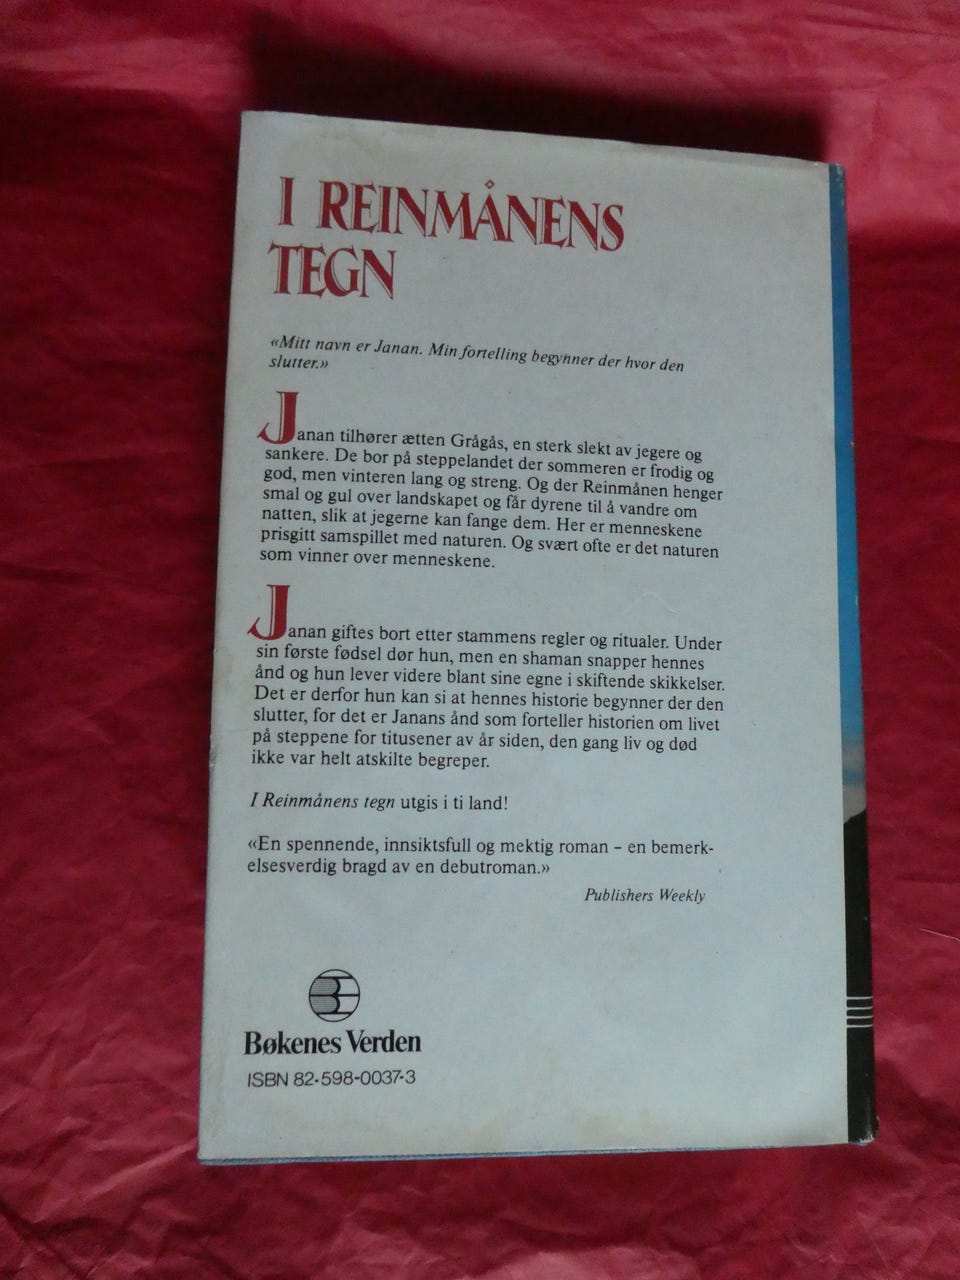 I REINMÅNENS
TEGN
«Mitt navn er Janan. Min fortelling begynner der hvor den
slutter.»
Janan tilhører ætten Grågås, en sterk slekt av jegere og
sankere. De bor på steppelandet der sommeren er frodig og
god, men vinteren lang og streng. Og der Reinmånen henger
smal og gul over landskapet og får dyrene til å vandre om
natten, slik at jegerne kan fange dem. Her er menneskene
prisgitt samspillet med naturen. Og svært ofte er det naturen
som vinner over menneskene.
Janan giftes bort etter stammens regler og ritualer. Under
sin første fødsel dør hun, men en shaman snapper hennes
ånd og hun lever videre blant sine egne i skiftende skikkelser.
Det er derfor hun kan si at hennes historie begynner der den
slutter, for det er Janans ånd som forteller historien om livet
på steppene for titusener av år siden, den gang liv og død
ikke var helt atskilte begreper.
I Reinmånens tegn utgis i ti land!
«En spennende, innsiktsfull og mektig roman – en bemerk-
elsesverdig bragd av en debutroman.»
Publishers Weekly
Bøkenes Verden
ISBN 82-598-0037-3